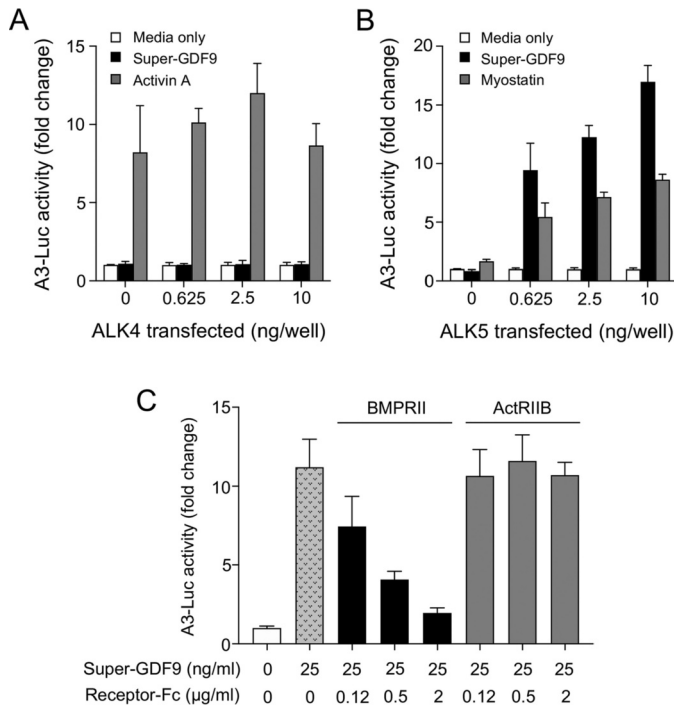 A
Media only
Super-GDF9
Activin A
A3-Luc activity (fold change)
15
10
5
0
0 0.625 2.5 10
ALK4 transfected (ng/well)
B
Media only
Super-GDF9
Myostatin
A3-Luc activity (fold change)
20
15
10
5
0
0 0.625 2.5 10
ALK5 transfected (ng/well)
C
BMPRII ActRIIB
A3-Luc activity (fold change)
15
10
5
0
Super-GDF9 (ng/ml) 0 25 25 25 25 25 25 25
Receptor-Fc (µg/ml) 0 0 0.12 0.5 2 0.12 0.5 2